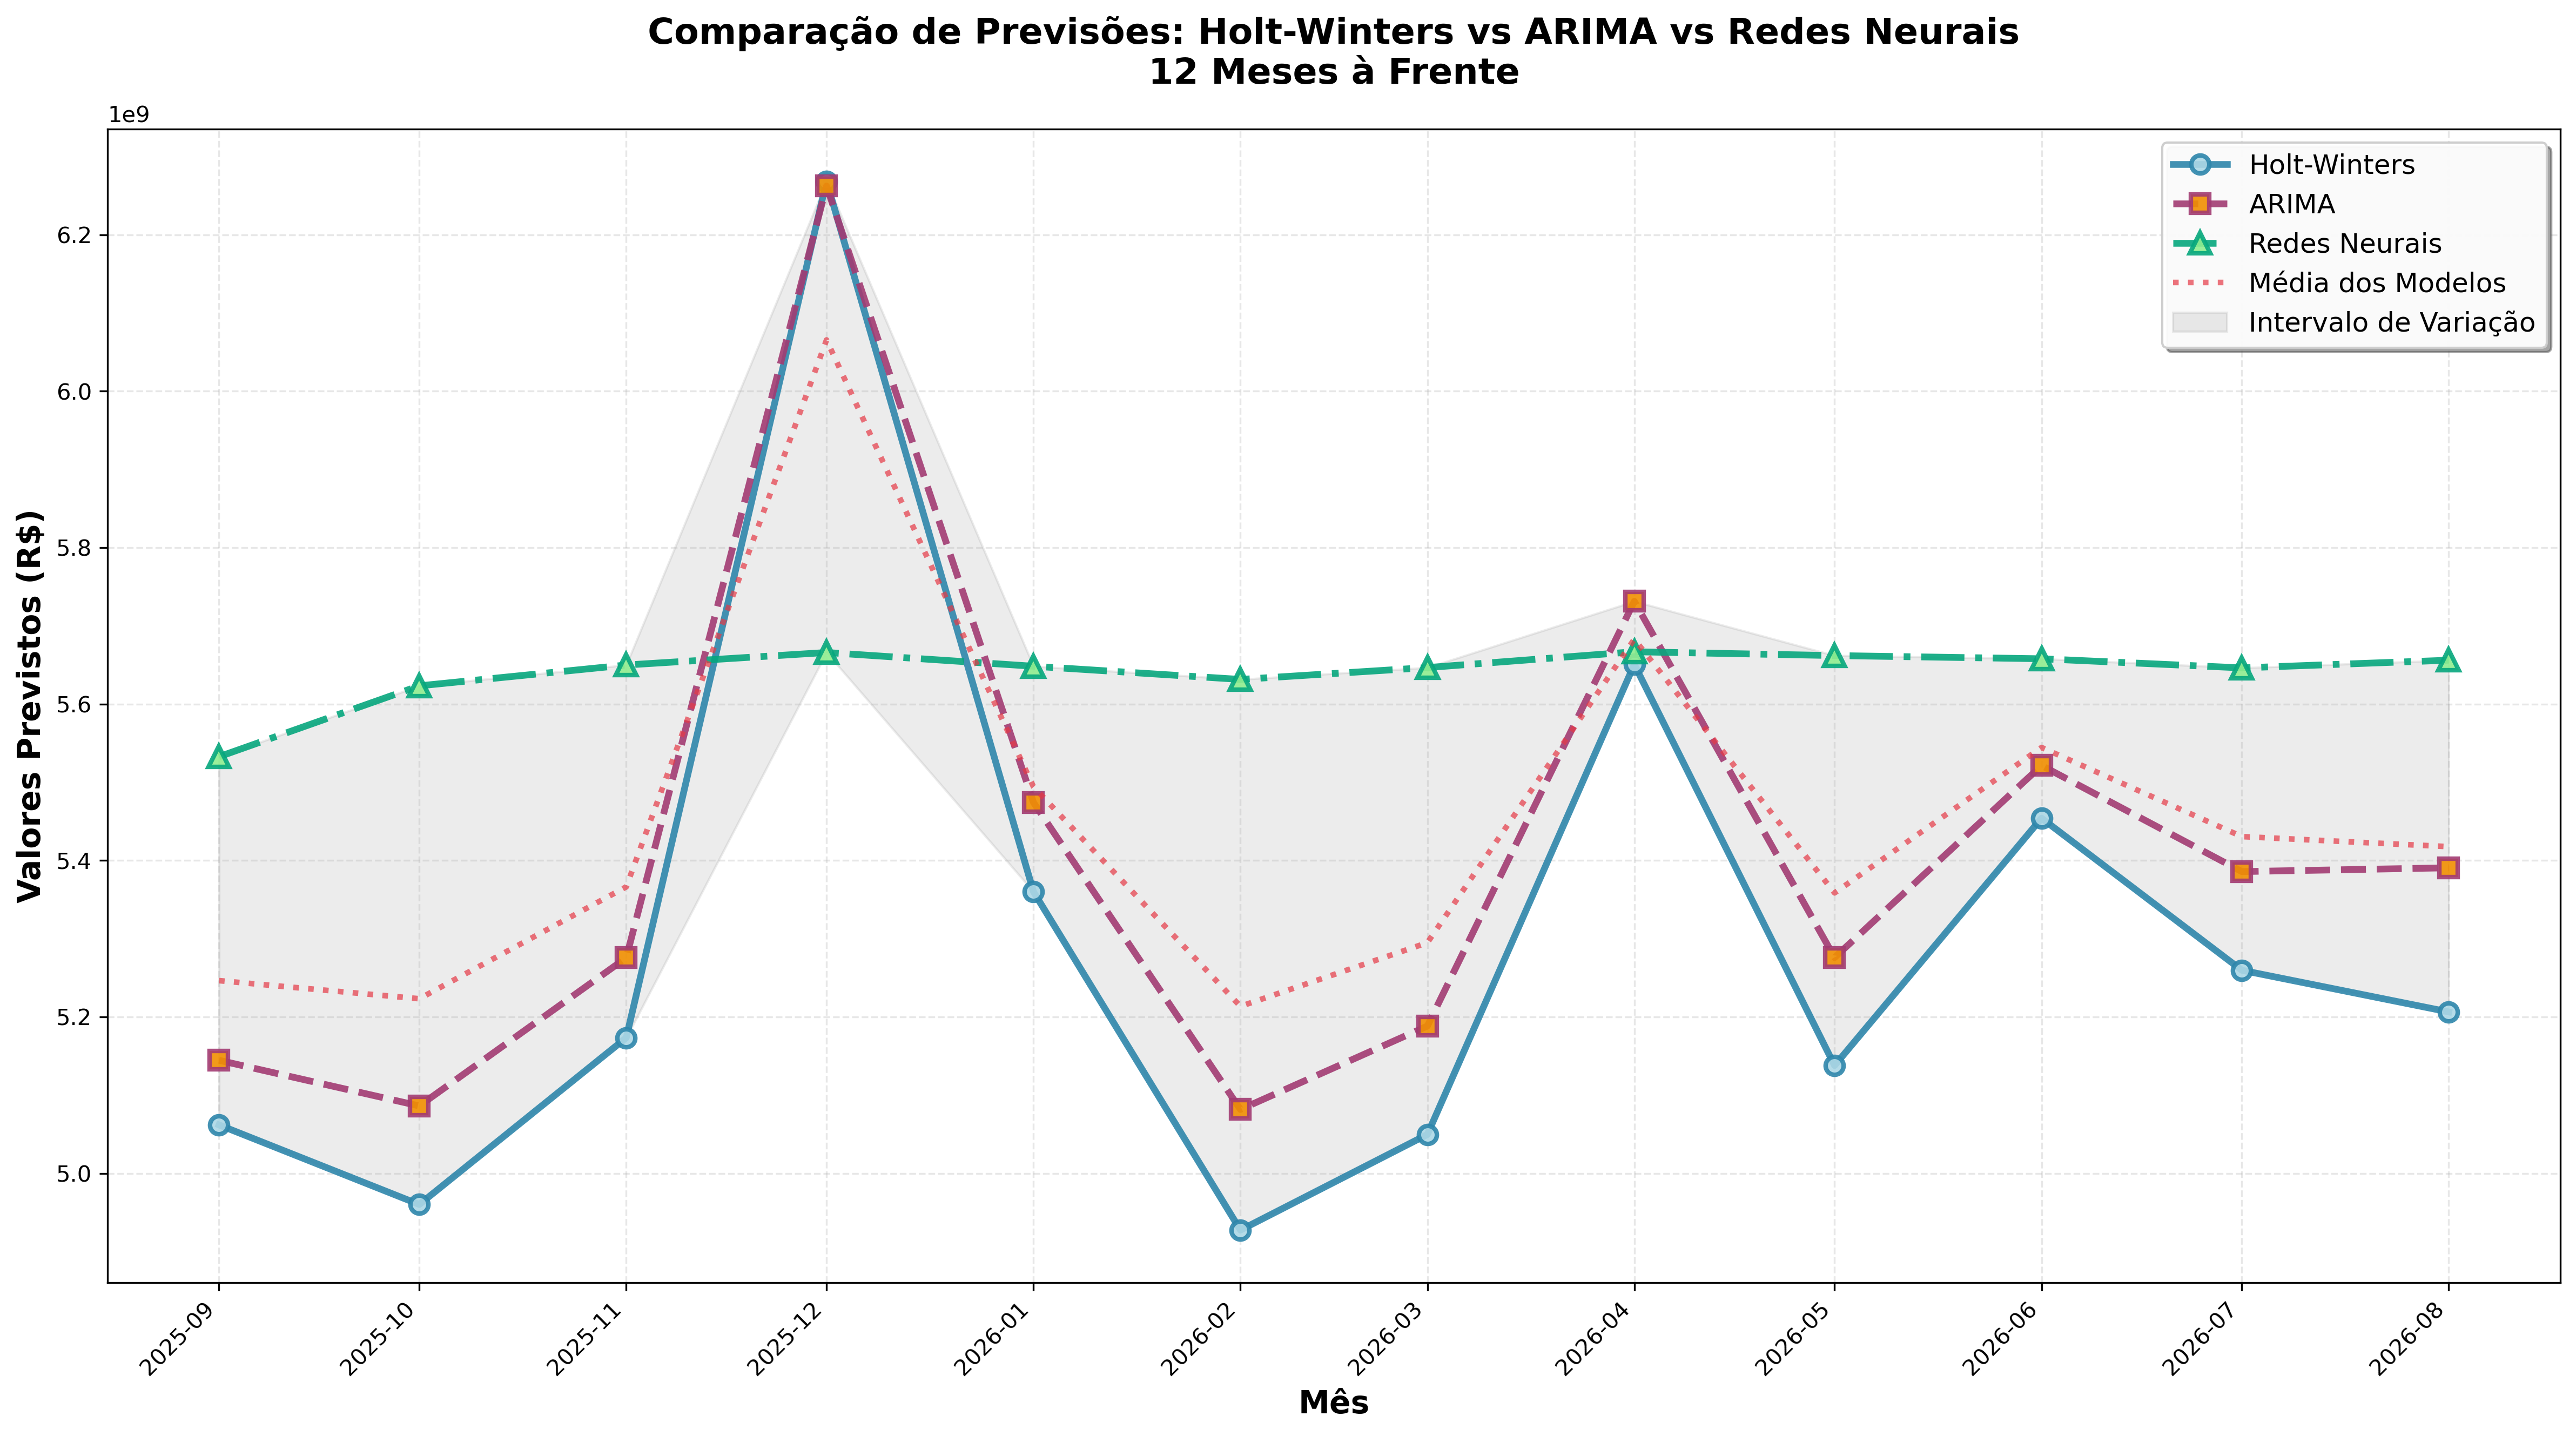 Comparação de Previsões: Holt-Winters vs ARIMA vs Redes Neurais
12 Meses à Frente
1e9
Holt-Winters
ARIMA
Redes Neurais
Média dos Modelos
Intervalo de Variação
Valores Previstos (R$)
6.2
6.0
5.8
5.6
5.4
5.2
5.0
2025-09
2025-10
2025-11
2025-12
2026-01
2026-02
2026-03
2026-04
2026-05
2026-06
2026-07
2026-08
Mês